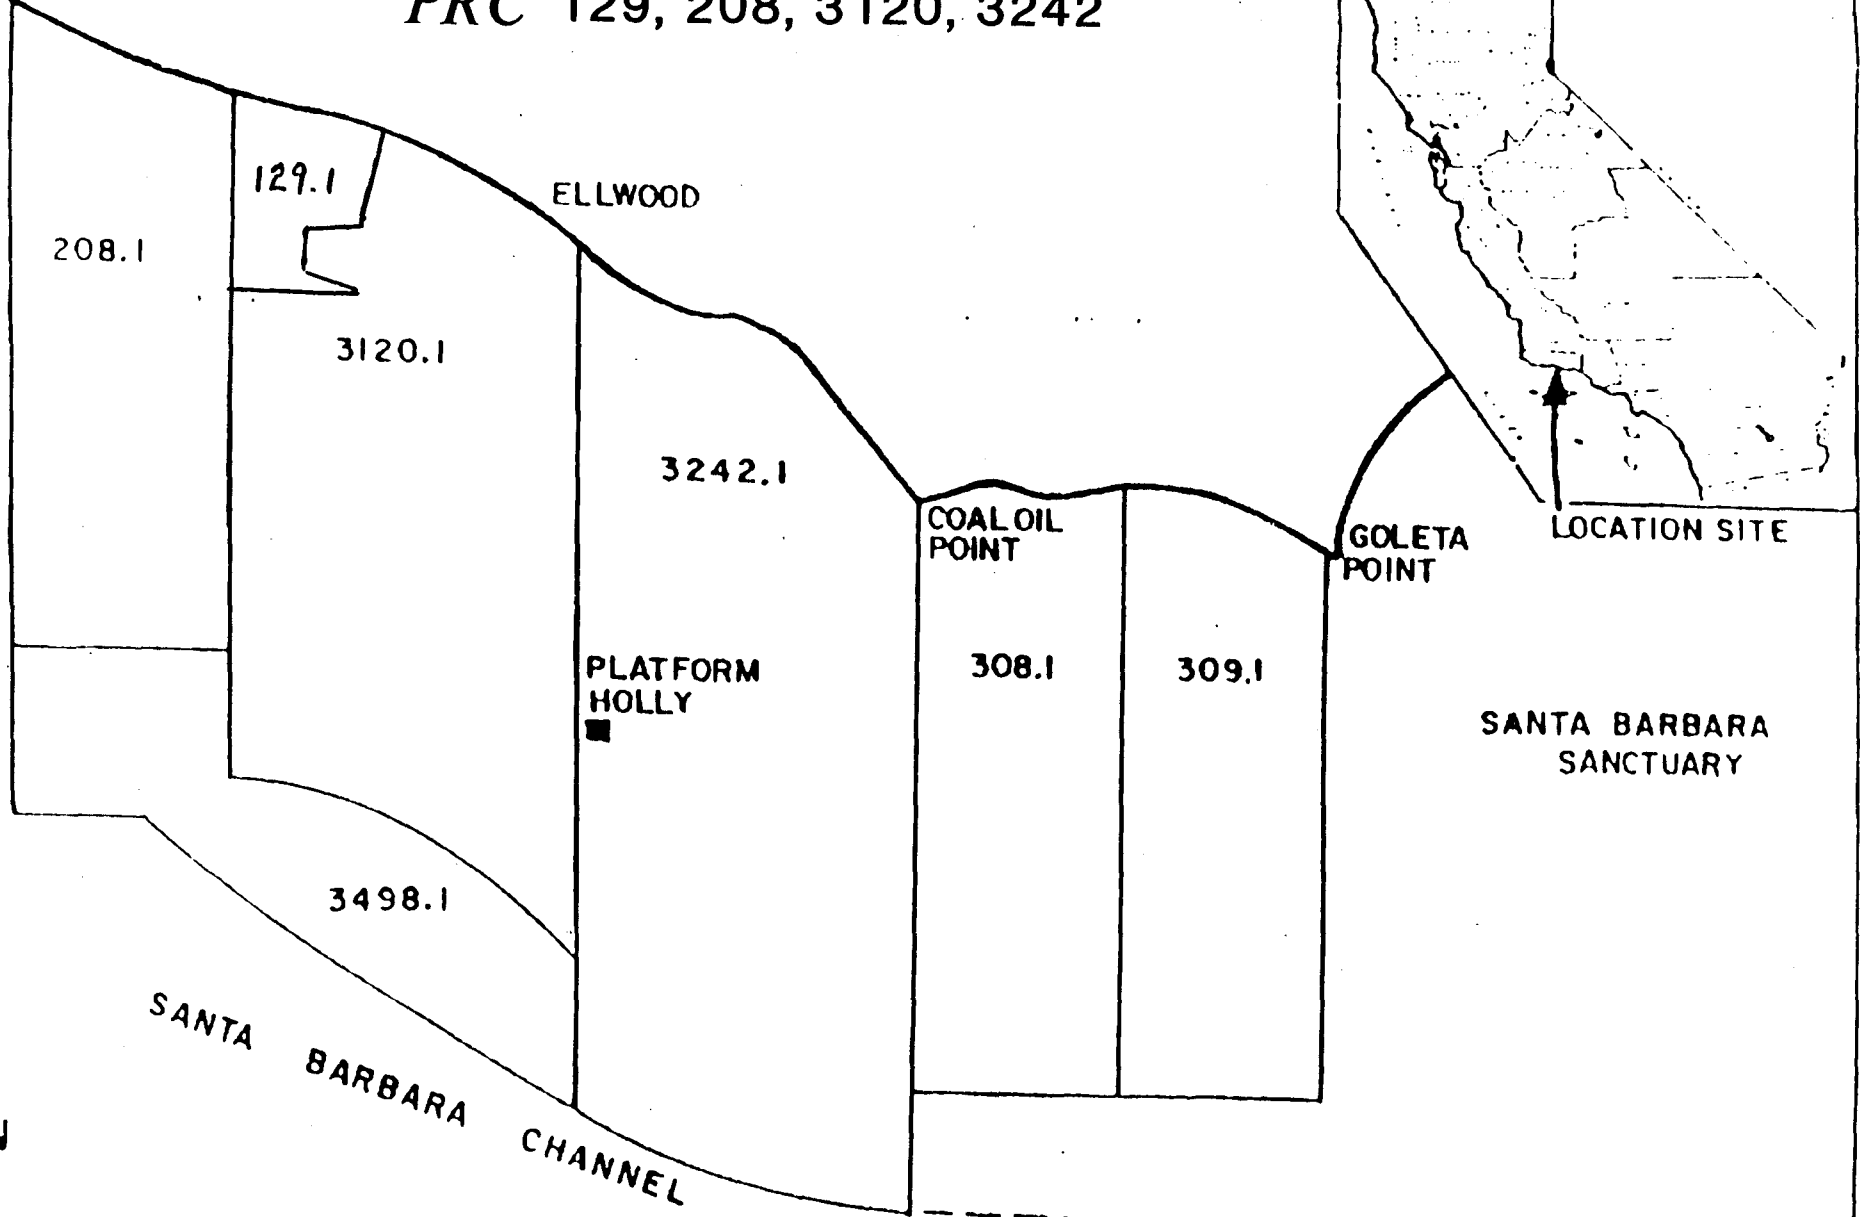 PRC 129, 208, 3120, 3242
129.1
ELLWOOD
208.1
3120.1
3242.1
COAL OIL
POINT
GOLETA
POINT
LOCATION SITE
PLATFORM
HOLLY
308.1
309.1
SANTA BARBARA
SANCTUARY
3498.1
SANTA BARBARA CHANNEL